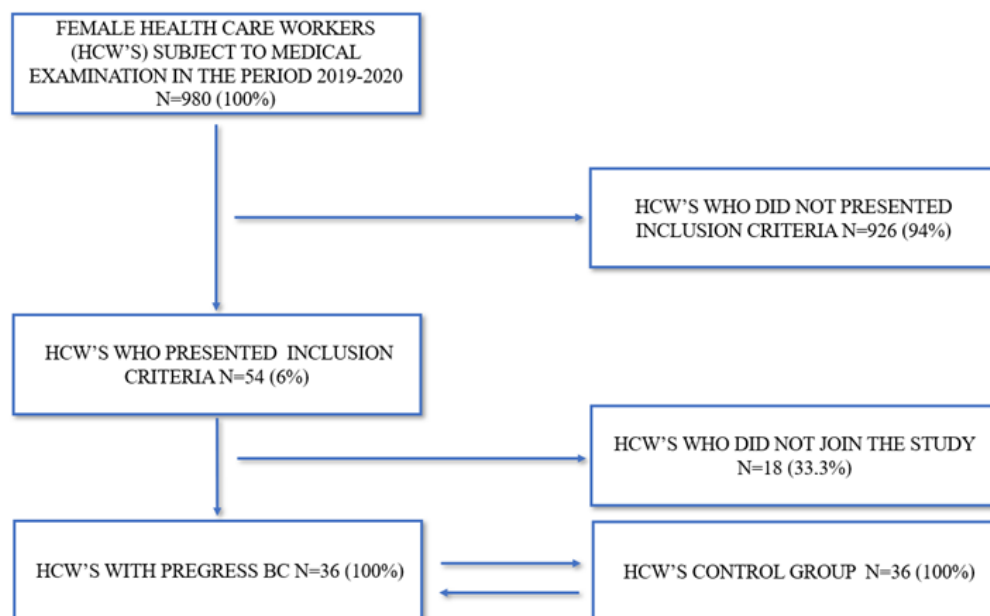 FEMALE HEALTH CARE WORKERS
(HCW'S) SUBJECT TO MEDICAL
EXAMINATION IN THE PERIOD 2019-2020
N=980 (100%)
HCW'S WHO DID NOT PRESENTED
INCLUSION CRITERIA N=926 (94%)
HCW'S WHO PRESENTED INCLUSION
CRITERIA N=54 (6%)
HCW'S WHO DID NOT JOIN THE STUDY
N=18 (33.3%)
HCW'S WITH PREGRESS BC N=36 (100%)
HCW'S CONTROL GROUP N=36 (100%)